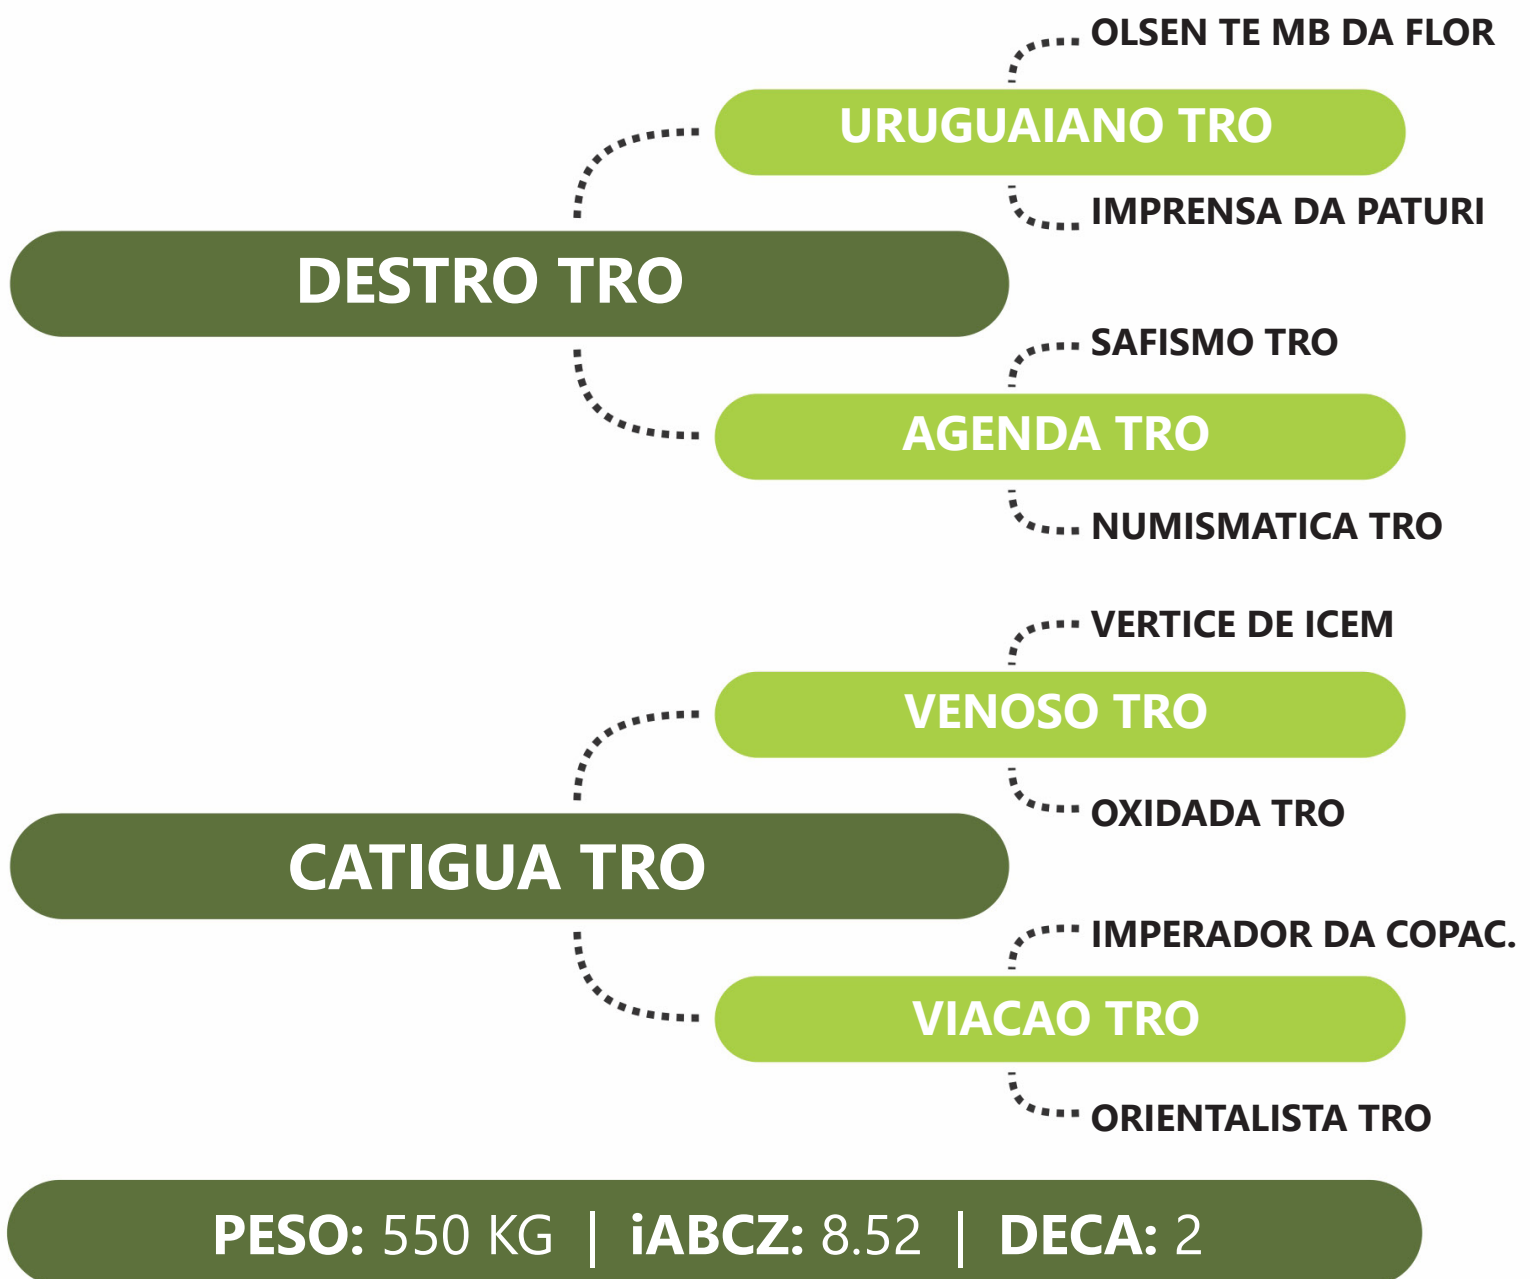 OLSEN TE MB DA FLOR
URUGUAIANO TRO
IMPRENSA DA PATURI
DESTRO TRO
SAFISMO TRO
AGENDA TRO
NUMISMATICA TRO
VERTICE DE ICEM
VENOSO TRO
OXIDADA TRO
CATIGUA TRO
IMPERADOR DA COPAC.
VIACAO TRO
ORIENTALISTA TRO
PESO: 550 KG | iABCZ: 8.52 | DECA: 2